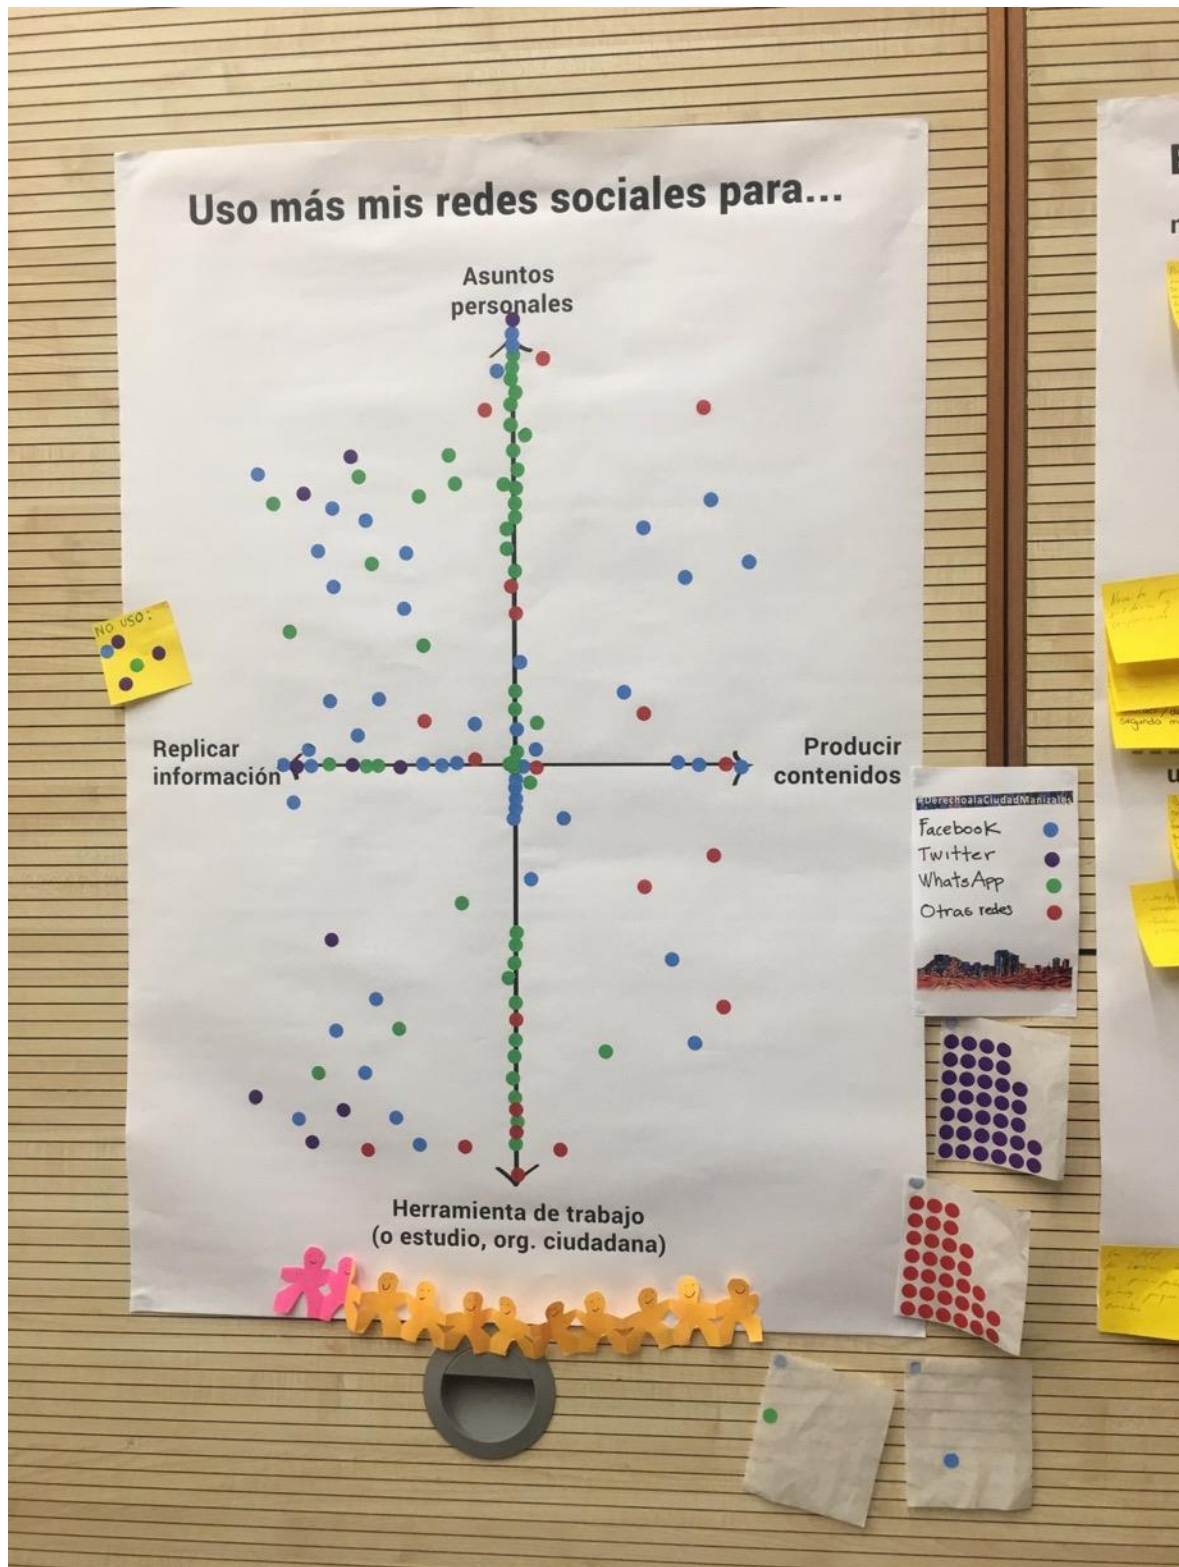 Uso más mis redes sociales para...
Asuntos
personales
NO USO:
Replicar
información
Producir
contenidos
#DerechoalaCiudadManizales
Facebook
Twitter
WhatsApp
Otras redes
Herramienta de trabajo
(o estudio, org. ciudadana)
segundo